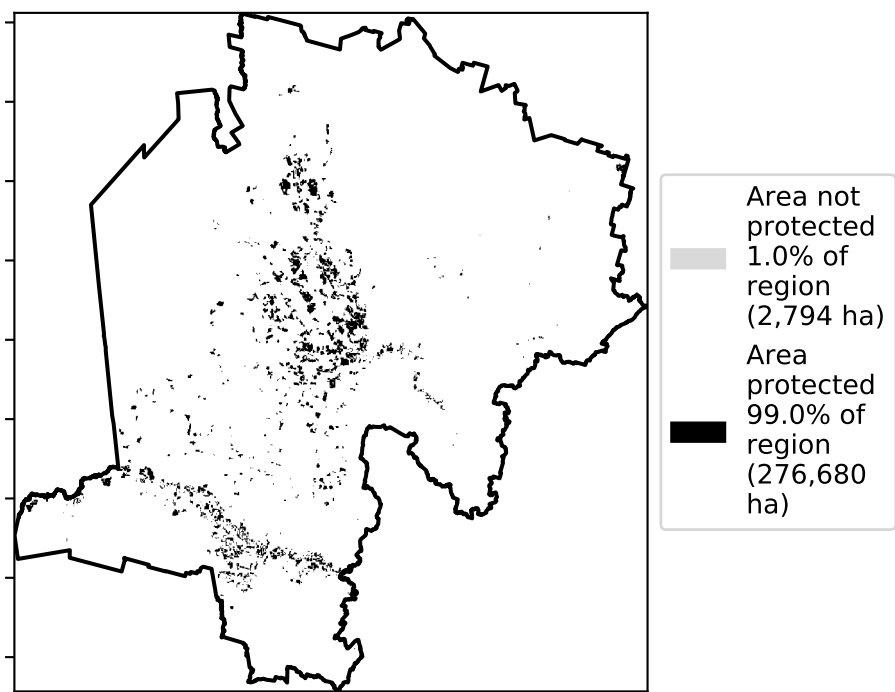 Area not
protected
1.0% of
region
(2,794 ha)
Area
protected
99.0% of
region
(276,680
ha)